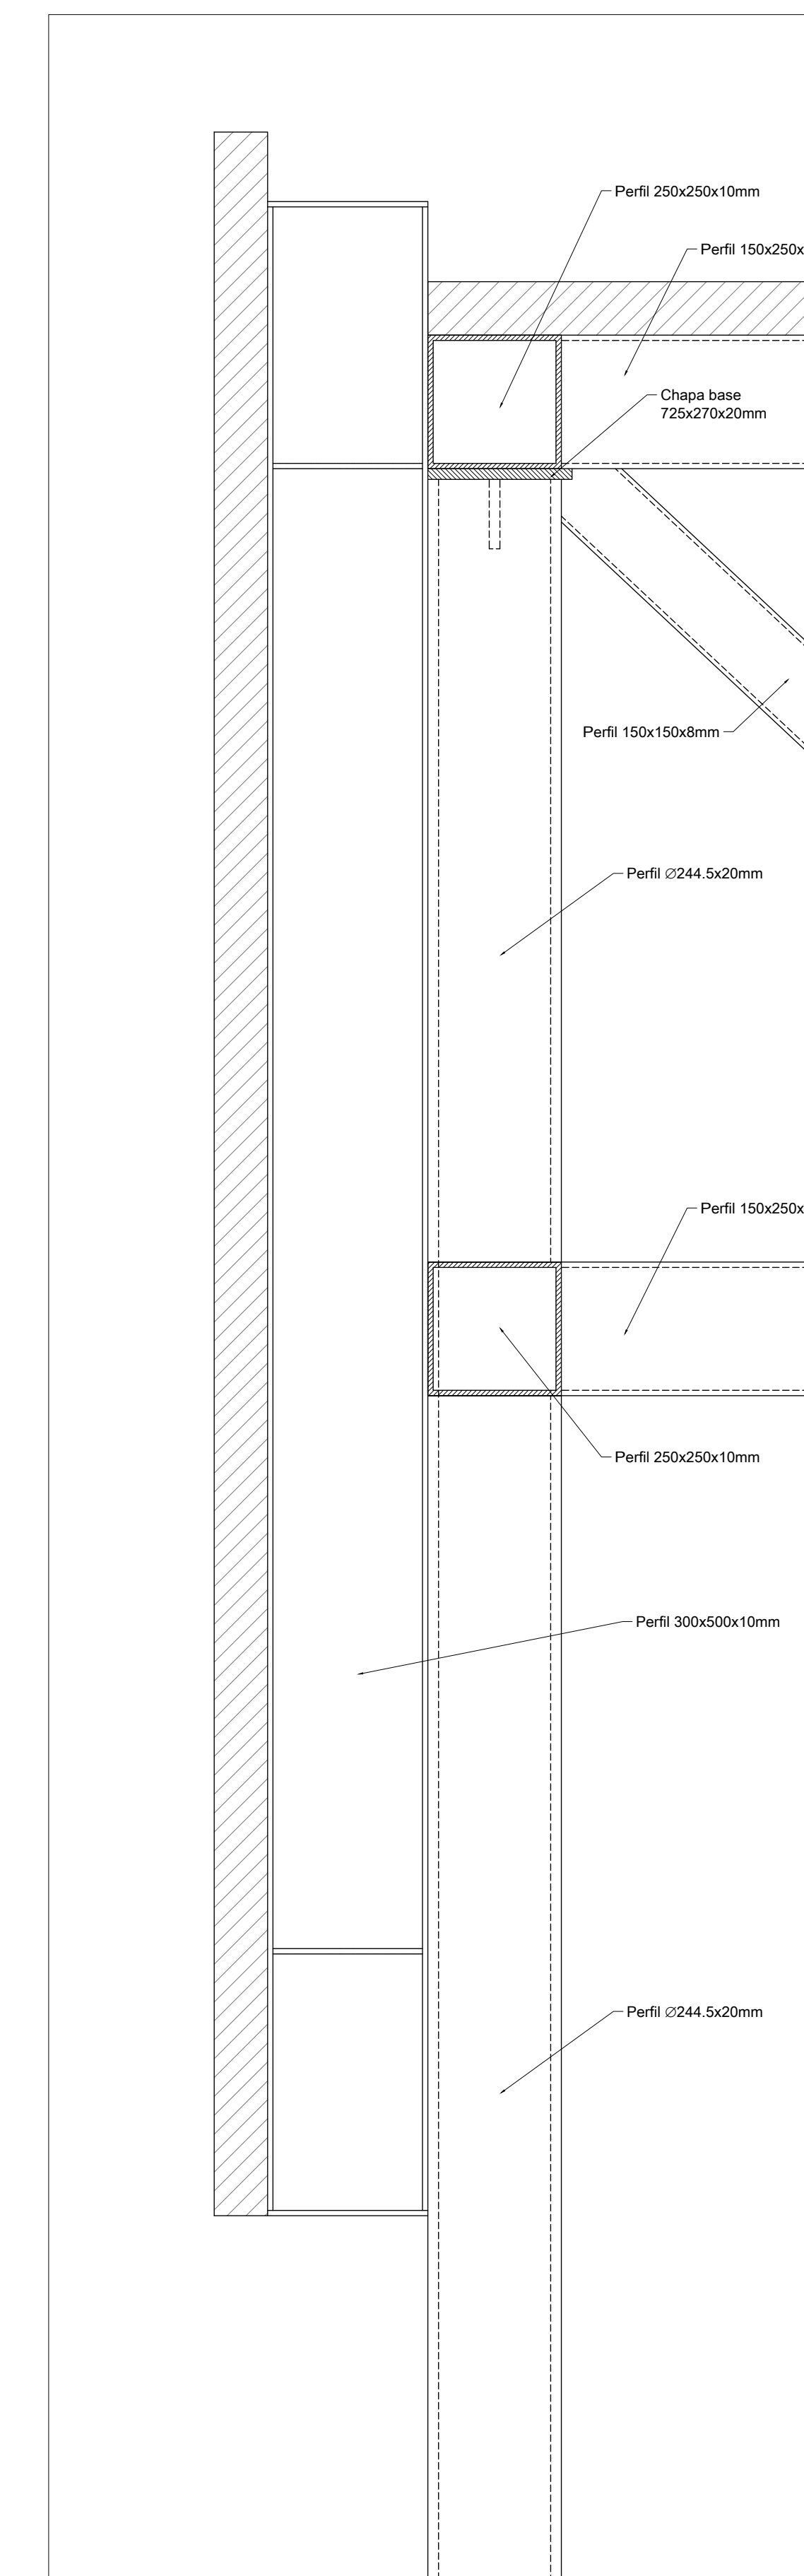 Perfil 250x250x10mm
Perfil 150x250x
Chapa base
725x270x20mm
Perfil 150x150x8mm
Perfil ∅244.5x20mm
Perfil 150x250x
Perfil 250x250x10mm
Perfil 300x500x10mm
Perfil ∅244.5x20mm